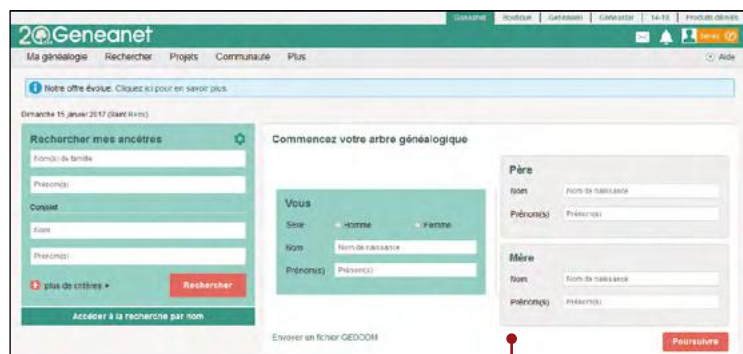 Geneanet Boutique Geneawiki Geneastar 14-18 Produits dérivés
Geneanet
Ma généalogie Rechercher Projets Communauté Plus
Aide
Notre offre évolue. Cliquez ici pour en savoir plus.
Dimanche 15 janvier 2017 (Saint Remi)
Rechercher mes ancêtres
Nom(s) de famille
Prénom(s)
Conjoint
Nom
Prénom(s)
plus de critères
Rechercher
Accéder à la recherche par nom
Commencez votre arbre généalogique
Vous
Sexe Homme Femme
Nom Nom de naissance
Prénom(s) Prénom(s)
Envoyer un fichier GEDCOM
Père
Nom Nom de naissance
Prénom(s) Prénom(s)
Mère
Nom Nom de naissance
Prénom(s) Prénom(s)
Poursuivre